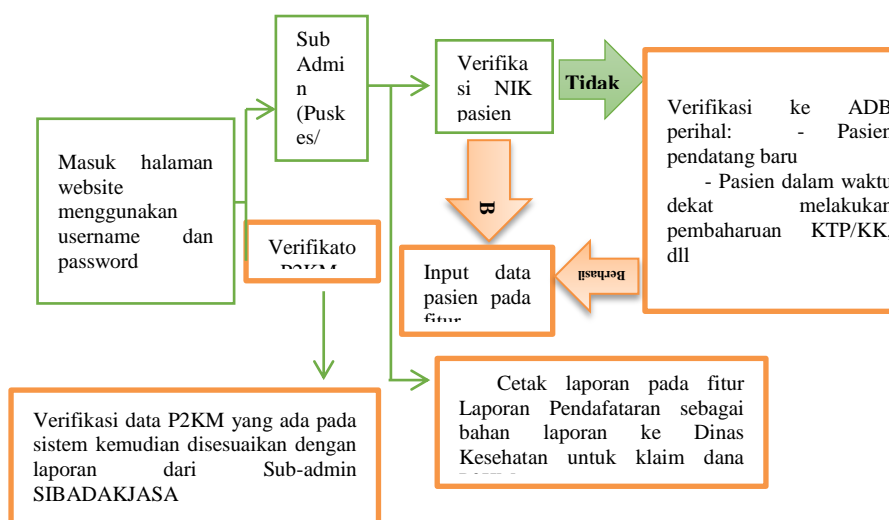 Masuk halaman
website
menggunakan
username dan
password
Sub
Admi
n
(Pusk
es/
Verifika
si NIK
pasien
Tidak
Verifikasi ke ADB
perihal: - Pasien
pendatang baru
- Pasien dalam waktu
dekat melakukan
pembaharuan KTP/KK,
dll
B
Berhasil
Verifikato
P2KM
Input data
pasien pada
fitur
Verifikasi data P2KM yang ada pada
sistem kemudian disesuaikan dengan
laporan dari Sub-admin
SIBADAKJASA
Cetak laporan pada fitur
Laporan Pendafataran sebagai
bahan laporan ke Dinas
Kesehatan untuk klaim dana